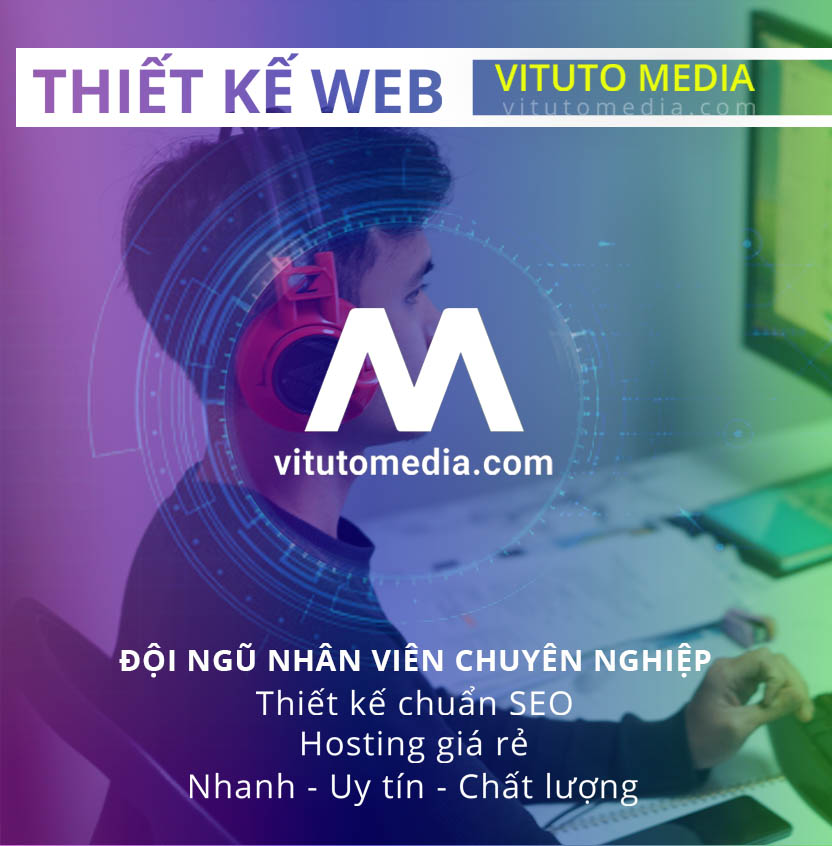 THIẾT KẾ WEB
VITUTO MEDIA
vitutomedia.com
vitutomedia.com
ĐỘI NGŨ NHÂN VIÊN CHUYÊN NGHIỆP
Thiết kế chuẩn SEO
Hosting giá rẻ
Nhanh - Uy tín - Chất lượng